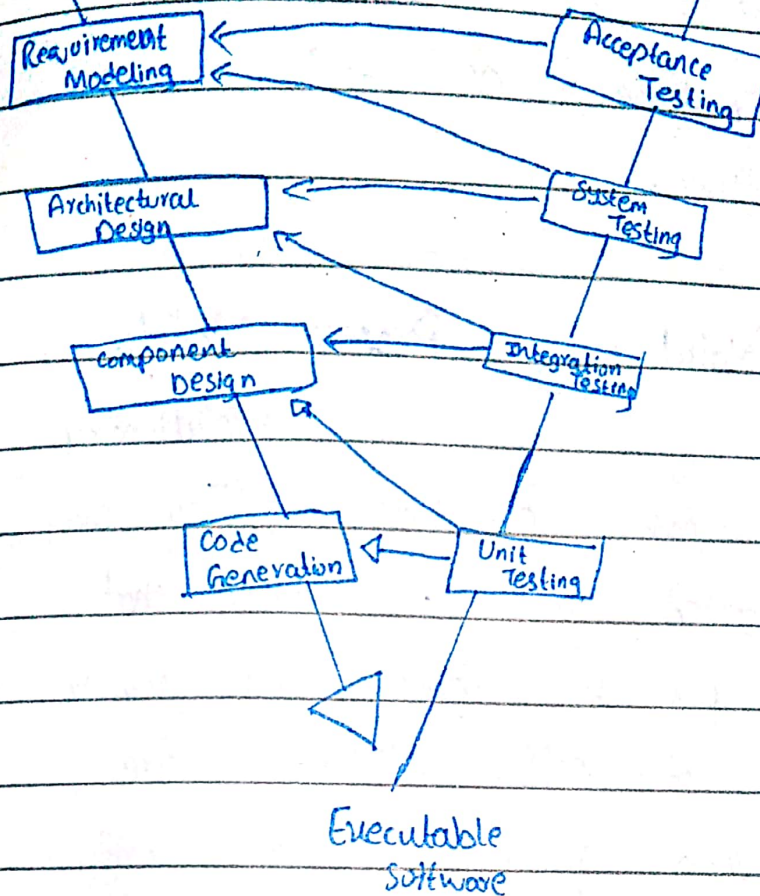 Requirement
Modeling
Acceptance
Testing
Architectural
Design
System
Testing
Component
Design
Integration
Testing
Code
Generation
Unit
Testing
Executable
Software